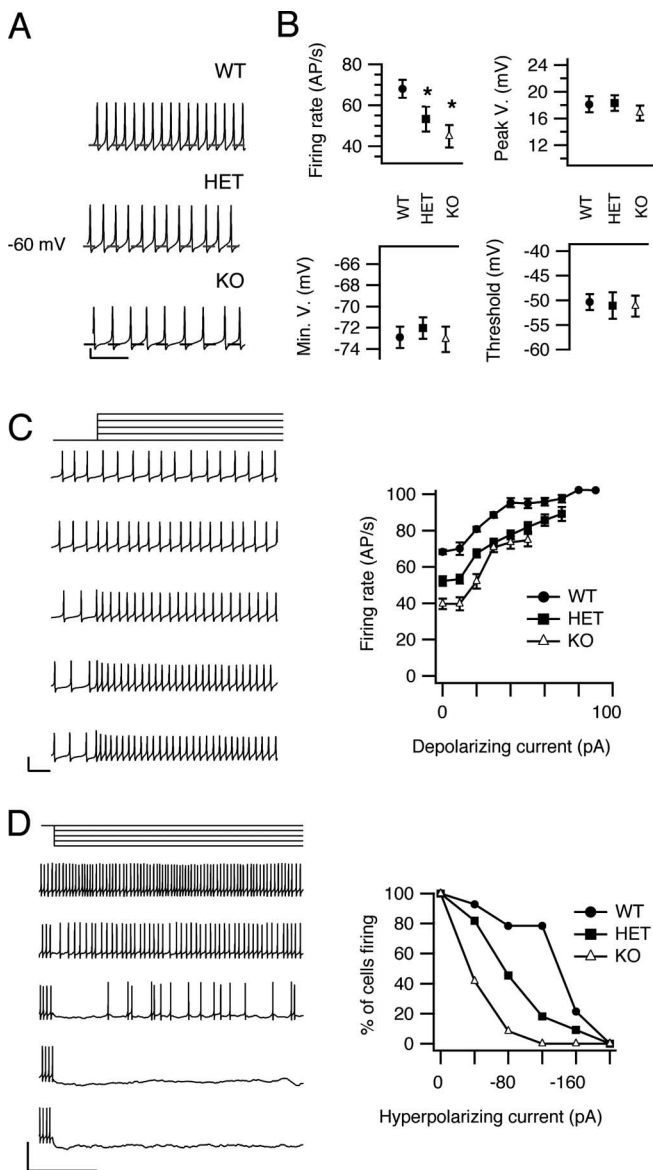 A
WT
HET
-60 mV
KO
B
Firing rate (AP/s)
80
60
40
*
*
WT
HET
KO
Peak V. (mV)
24
20
16
12
WT
HET
KO
Min. V. (mV)
-66
-68
-70
-72
-74
Threshold (mV)
-40
-45
-50
-55
-60
C
Firing rate (AP/s)
100
80
60
40
20
0
WT
HET
KO
0
100
Depolarizing current (pA)
D
% of cells firing
100
80
60
40
20
0
WT
HET
KO
0
-80
-160
Hyperpolarizing current (pA)